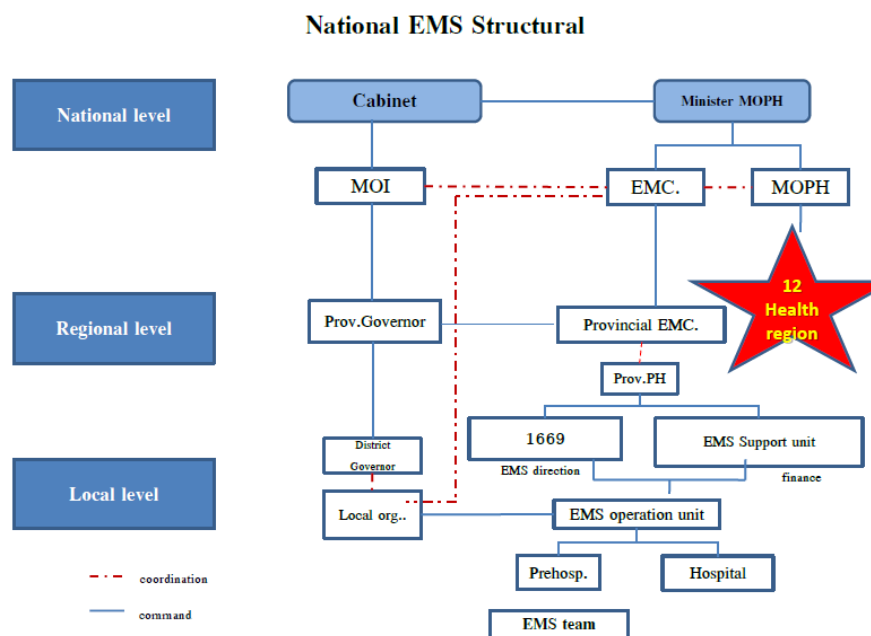 National EMS Structural
National level
Cabinet
Minister MOPH
MOI
EMC.
MOPH
Regional level
Prov.Governor
Provincial EMC.
12
Health
region
Prov.PH
District
Governor
1669
EMS Support unit
EMS direction
finance
Local level
Local org..
EMS operation unit
Prehosp.
Hospital
coordination
command
EMS team